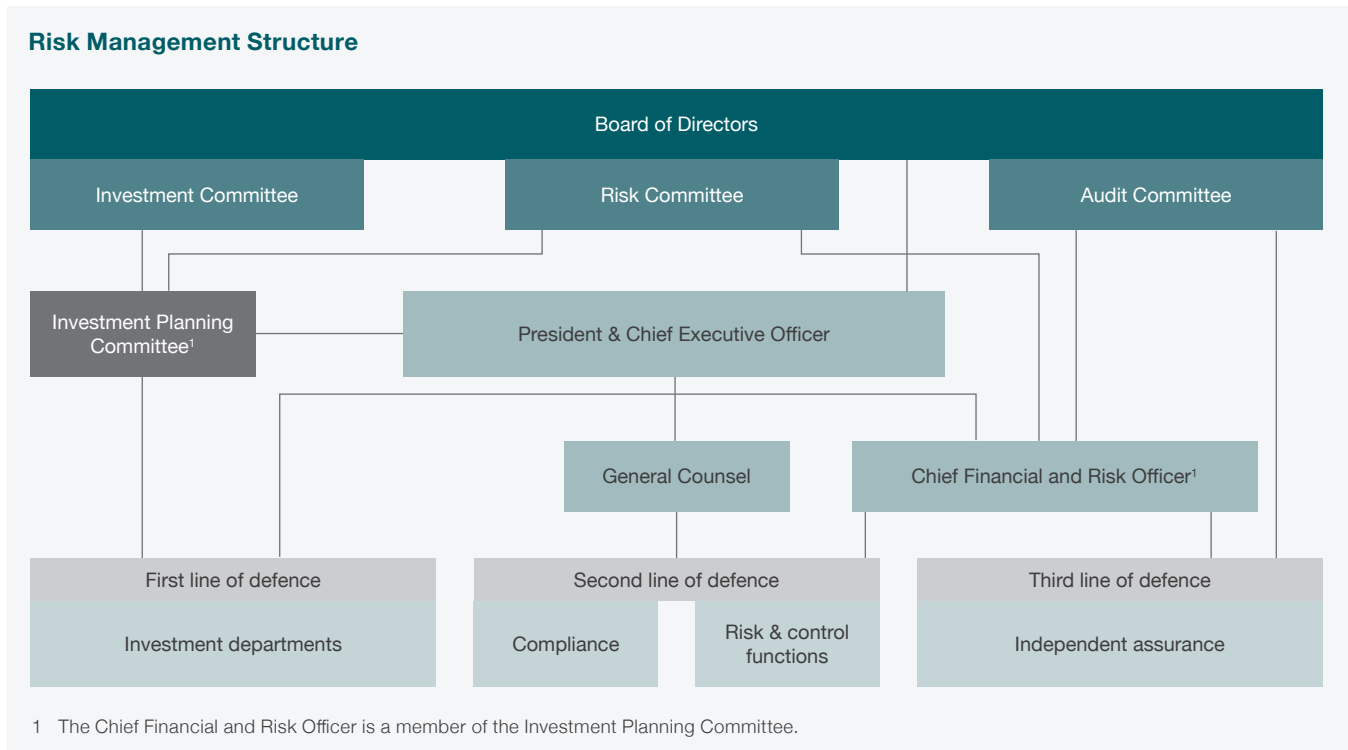 Risk Management Structure
Board of Directors
Investment Committee
Risk Committee
Audit Committee
Investment Planning
Committee¹
President & Chief Executive Officer
General Counsel
Chief Financial and Risk Officer¹
First line of defence
Second line of defence
Third line of defence
Investment departments
Compliance
Risk & control
functions
Independent assurance
1 The Chief Financial and Risk Officer is a member of the Investment Planning Committee.